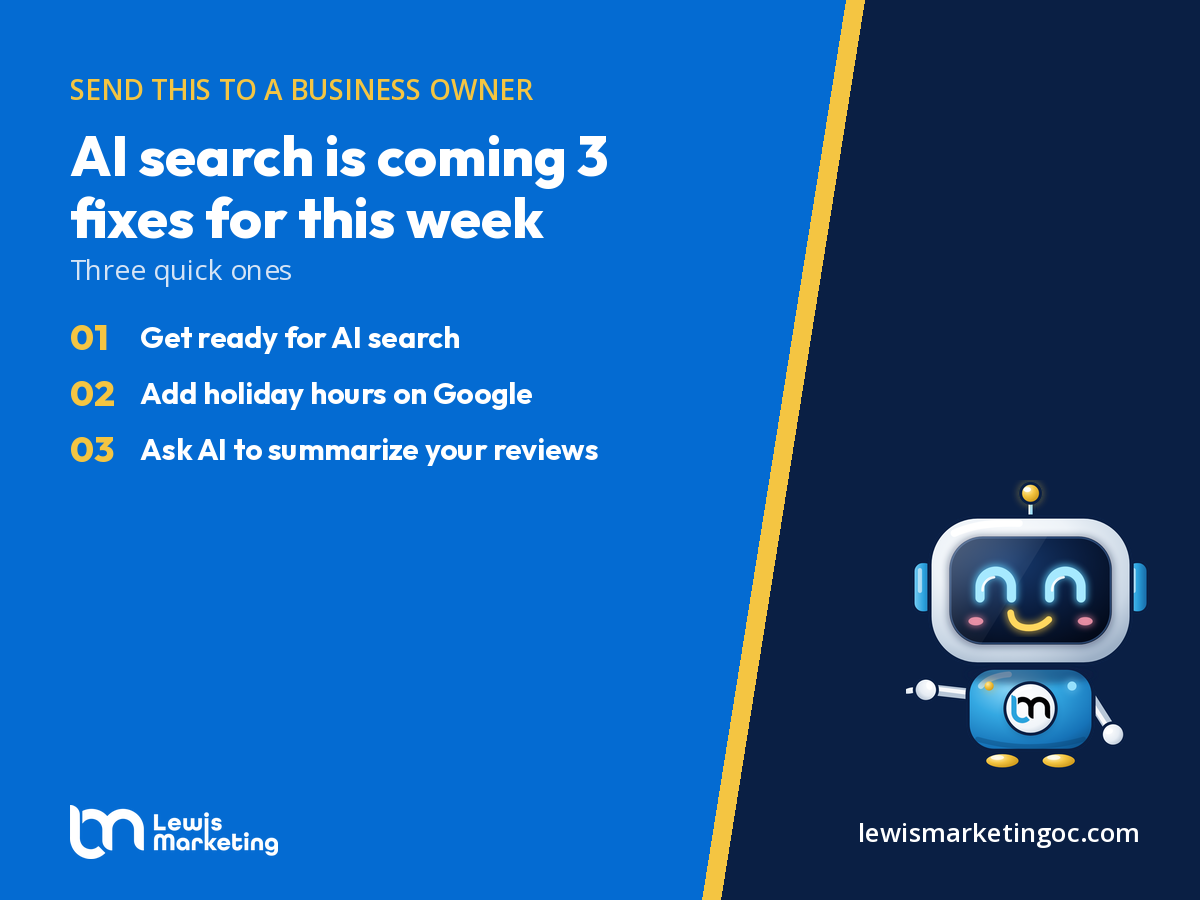 SEND THIS TO A BUSINESS OWNER
AI search is coming 3
fixes for this week
Three quick ones
01 Get ready for AI search
02 Add holiday hours on Google
03 Ask AI to summarize your reviews
bm
Lewis
Marketing
lewismarketingoc.com